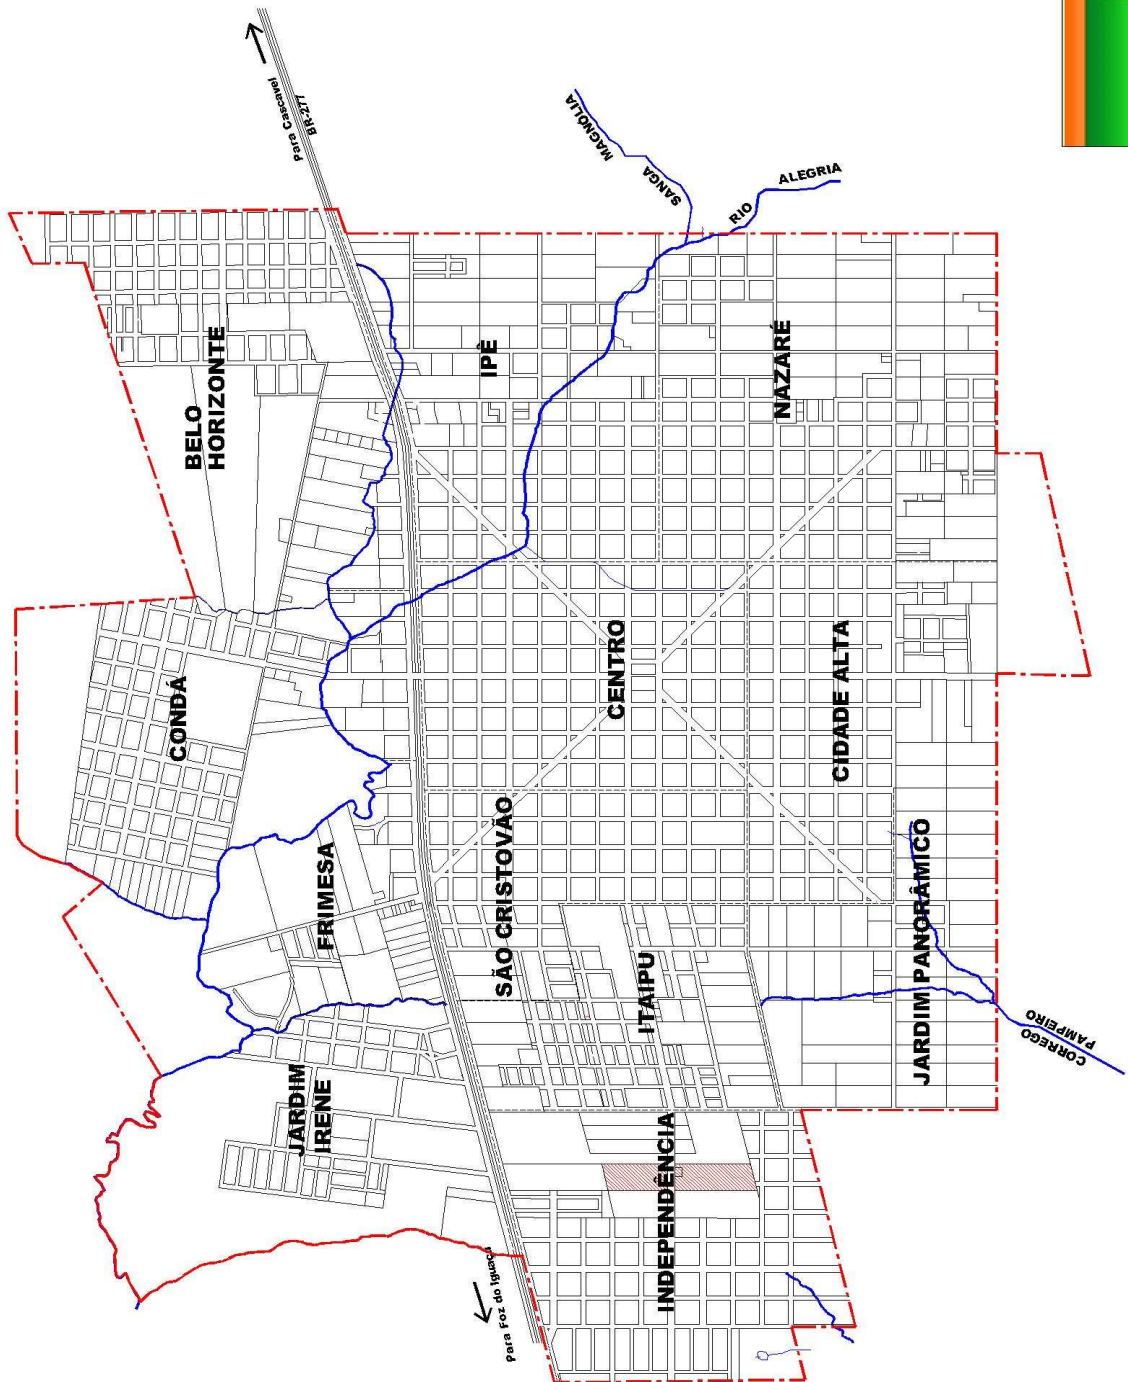 Para Cascavel
BR-277
SANGA MAGNÓLIA
RIO ALEGRIA
BELO
HORIZONTE
IPÊ
NAZARÉ
CONDÁ
CENTRO
CIDADE ALTA
FRIMESA
SÃO CRISTOVÃO
ITAIPU
JARDIM PANORÂMICO
CORREGO
PAMPEIRO
JARDIM
IRENE
INDEPENDÊNCIA
Para Foz do Iguaçu